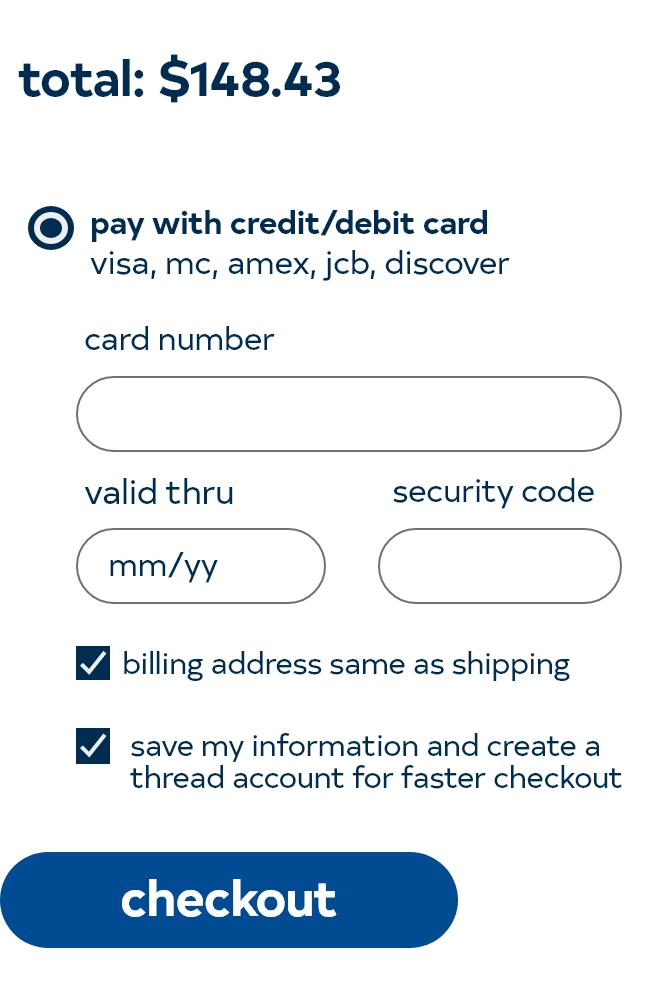 total: $148.43
pay with credit/debit card
visa, mc, amex, jcb, discover
card number
valid thru
security code
mm/yy
billing address same as shipping
save my information and create a
thread account for faster checkout
checkout